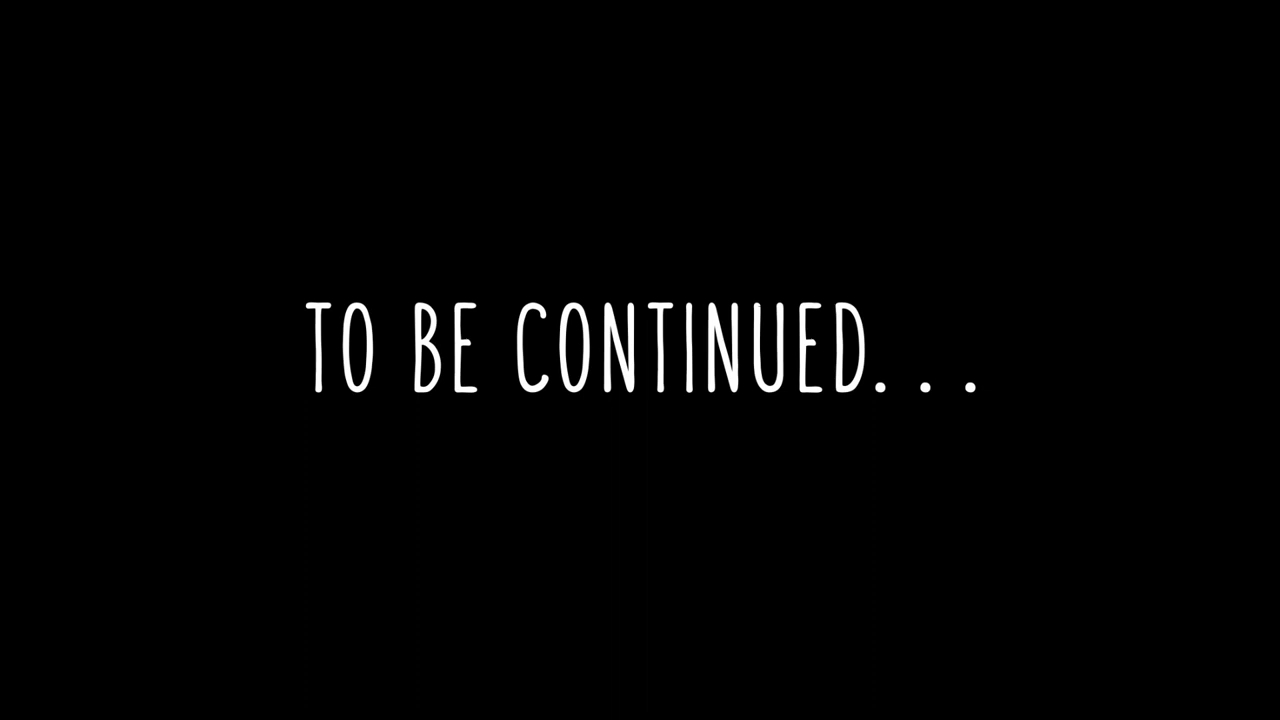 TO BE CONTINUED. . .